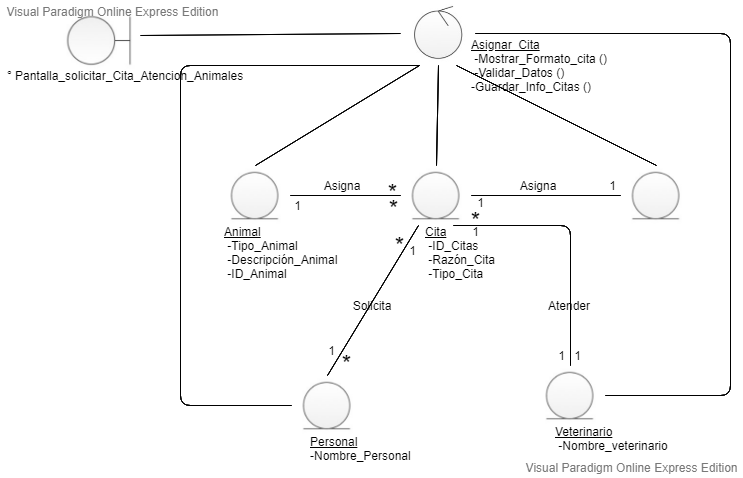 Visual Paradigm Online Express Edition
° Pantalla_solicitar_Cita_Atencion_Animales
Asignar_Cita
-Mostrar_Formato_cita ()
-Validar_Datos ()
-Guardar_Info_Citas ()
Asigna
*
1
*
Asigna
1
1
Animal
-Tipo_Animal
-Descripción_Animal
-ID_Animal
Cita
-ID_Citas
-Razón_Cita
-Tipo_Cita
*
1
*
1
Solicita
Atender
1
*
1
1
Personal
-Nombre_Personal
Veterinario
-Nombre_veterinario
Visual Paradigm Online Express Edition